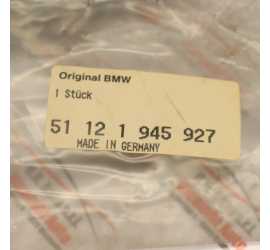 Original BMW
1 Stück
51 12 1 945 927
MADE IN GERMANY